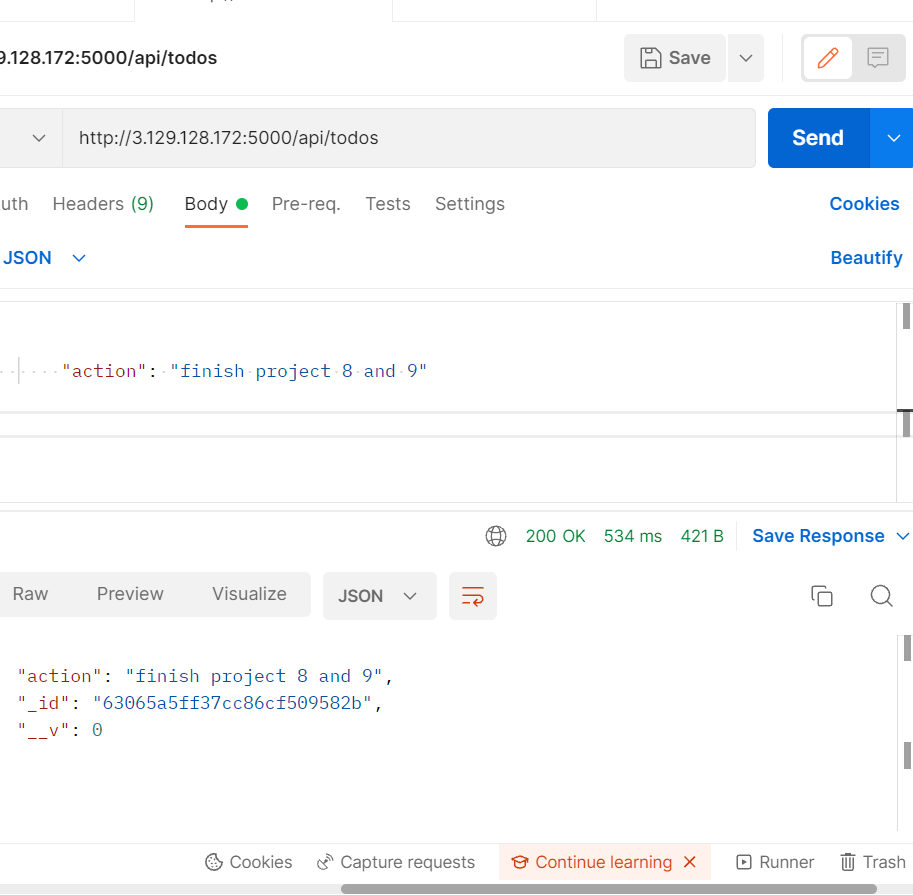 9.128.172:5000/api/todos
Save
http://3.129.128.172:5000/api/todos
Send
uth Headers (9) Body Pre-req. Tests Settings Cookies
JSON Beautify
"action": "finish project 8 and 9"
200 OK 534 ms 421 B Save Response
Raw Preview Visualize JSON
"action": "finish project 8 and 9",
"_id": "63065a5ff37cc86cf509582b",
"__v": 0
Cookies Capture requests Continue learning Runner Trash